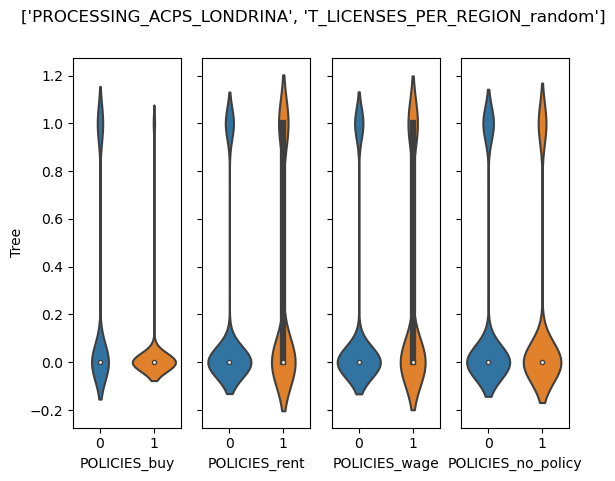 ['PROCESSING_ACPS_LONDRINA', 'T_LICENSES_PER_REGION_random']
1.2
1.0
0.8
0.6
0.4
0.2
0.0
−0.2
Tree
0 1
POLICIES_buy
0 1
POLICIES_rent
0 1
POLICIES_wage
0 1
POLICIES_no_policy